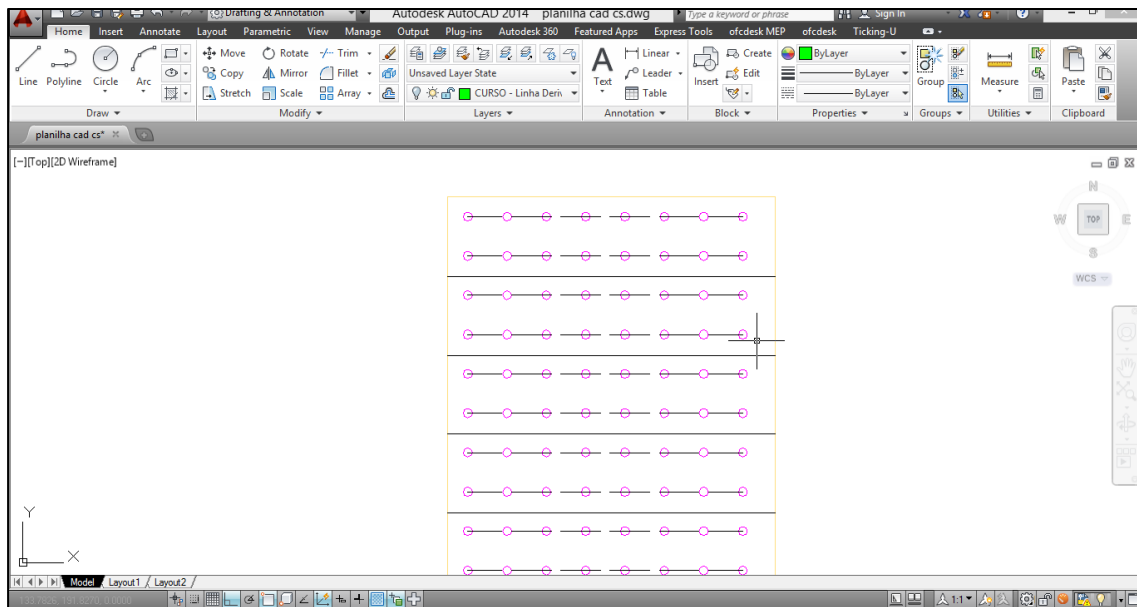 Drafting & Annotation
Autodesk AutoCAD 2014 planilha cad cs.dwg
Type a keyword or phrase
Sign In
Home Insert Annotate Layout Parametric View Manage Output Plug-ins Autodesk 360 Featured Apps Express Tools ofcdesk MEP ofcdesk Ticking-U
Line Polyline Circle Arc
Move Rotate Trim
Copy Mirror Fillet
Stretch Scale Array
Unsaved Layer State
CURSO - Linha Deri
Text
Linear
Leader
Table
Insert
Create
Edit
ByLayer
ByLayer
ByLayer
Group
Measure
Paste
Draw Modify Layers Annotation Block Properties Groups Utilities Clipboard
planilha cad cs*
[−][Top][2D Wireframe]
N
W TOP E
S
WCS
Y
X
Model Layout1 Layout2
1:1